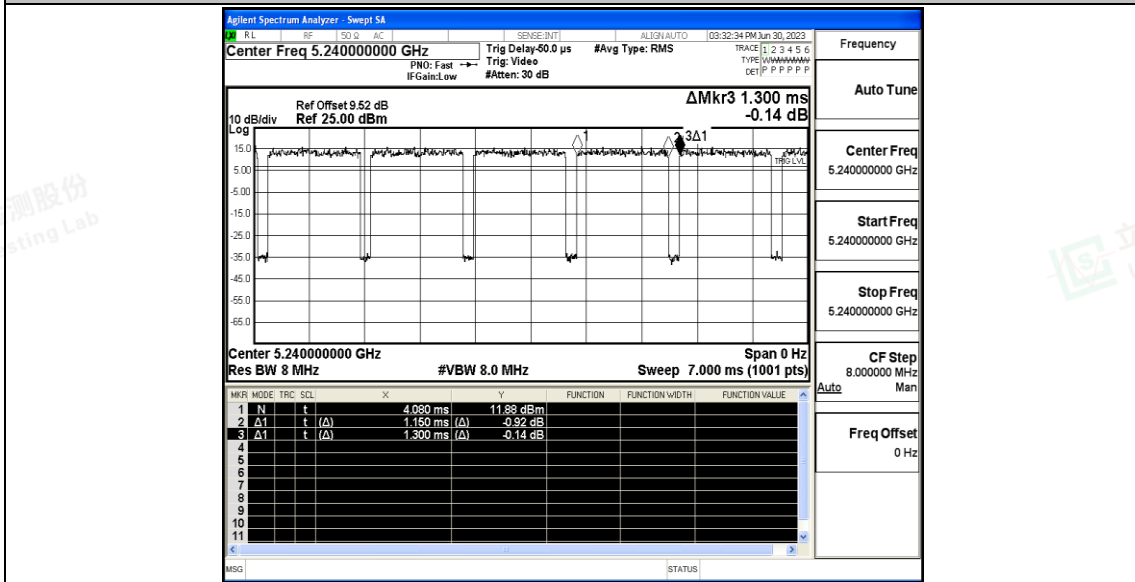 Agilent Spectrum Analyzer - Swept SA
RL RF 50 Ω AC SENSE:INT ALIGNAUTO 03:32:34 PM Jun 30, 2023
Center Freq 5.240000000 GHz
PNO: Fast
IFGain:Low
Trig Delay-50.0 µs
Trig: Video
#Atten: 30 dB
#Avg Type: RMS
TRACE 1 2 3 4 5 6
TYPE WWWWWW
DET P P P P P P
ΔMkr3 1.300 ms
-0.14 dB
Ref Offset 9.52 dB
10 dB/div Ref 25.00 dBm
Log
15.0
5.00
-5.00
-15.0
-25.0
-35.0
-45.0
-55.0
-65.0
1
2
3Δ1
TRIG LVL
Center 5.240000000 GHz Span 0 Hz
Res BW 8 MHz #VBW 8.0 MHz Sweep 7.000 ms (1001 pts)
MKR MODE TRC SCL X Y FUNCTION FUNCTION WIDTH FUNCTION VALUE
1 N t 4.080 ms 11.88 dBm
2 Δ1 t (Δ) 1.150 ms (Δ) -0.92 dB
3 Δ1 t (Δ) 1.300 ms (Δ) -0.14 dB
4
5
6
7
8
9
10
11
MSG STATUS
Frequency
Auto Tune
Center Freq
5.240000000 GHz
Start Freq
5.240000000 GHz
Stop Freq
5.240000000 GHz
CF Step
8.000000 MHz
Auto Man
Freq Offset
0 Hz
测股份
sting Lab
立